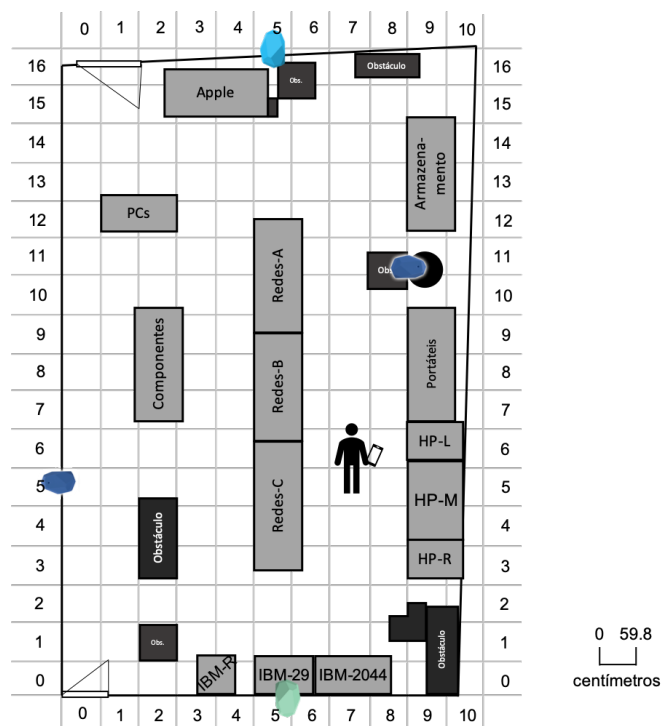 0 1 2 3 4 5 6 7 8 9 10
16 Obstáculo 16
Obs.
15 Apple 15
14 14
Armazena-
mento
13 13
12 PCs 12
11 Redes-A 11
10 10
9 Componentes 9
8 Redes-B Portáteis 8
7 7
6 HP-L 6
5 Redes-C HP-M 5
4 Obstáculo 4
3 HP-R 3
2 2
1 Obs. Obstáculo 1
0 IBM-R IBM-29 IBM-2044 0
0 1 2 3 4 5 6 7 8 9 10
0 59.8
centímetros